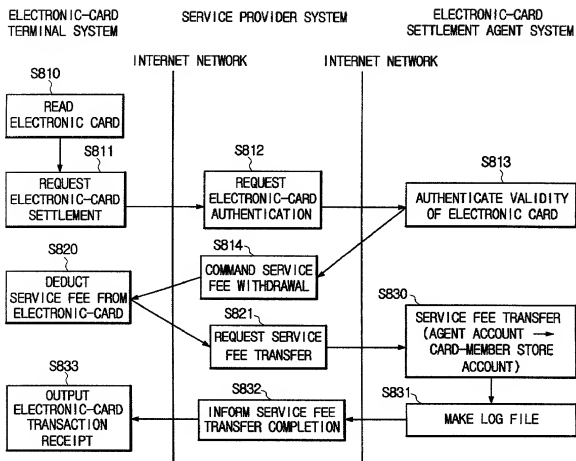 ELECTRONIC-CARD
TERMINAL SYSTEM
SERVICE PROVIDER SYSTEM
ELECTRONIC-CARD
SETTLEMENT AGENT SYSTEM
INTERNET NETWORK
INTERNET NETWORK
S810
READ
ELECTRONIC CARD
S811
REQUEST
ELECTRONIC-CARD
SETTLEMENT
S812
REQUEST
ELECTRONIC-CARD
AUTHENTICATION
S813
AUTHENTICATE VALIDITY
OF ELECTRONIC CARD
S814
COMMAND SERVICE
FEE WITHDRAWAL
S820
DEDUCT
SERVICE FEE FROM
ELECTRONIC-CARD
S821
REQUEST SERVICE
FEE TRANSFER
S830
SERVICE FEE TRANSFER
(AGENT ACCOUNT →
CARD-MEMBER STORE
ACCOUNT)
S831
MAKE LOG FILE
S832
INFORM SERVICE FEE
TRANSFER COMPLETION
S833
OUTPUT
ELECTRONIC-CARD
TRANSACTION
RECEIPT